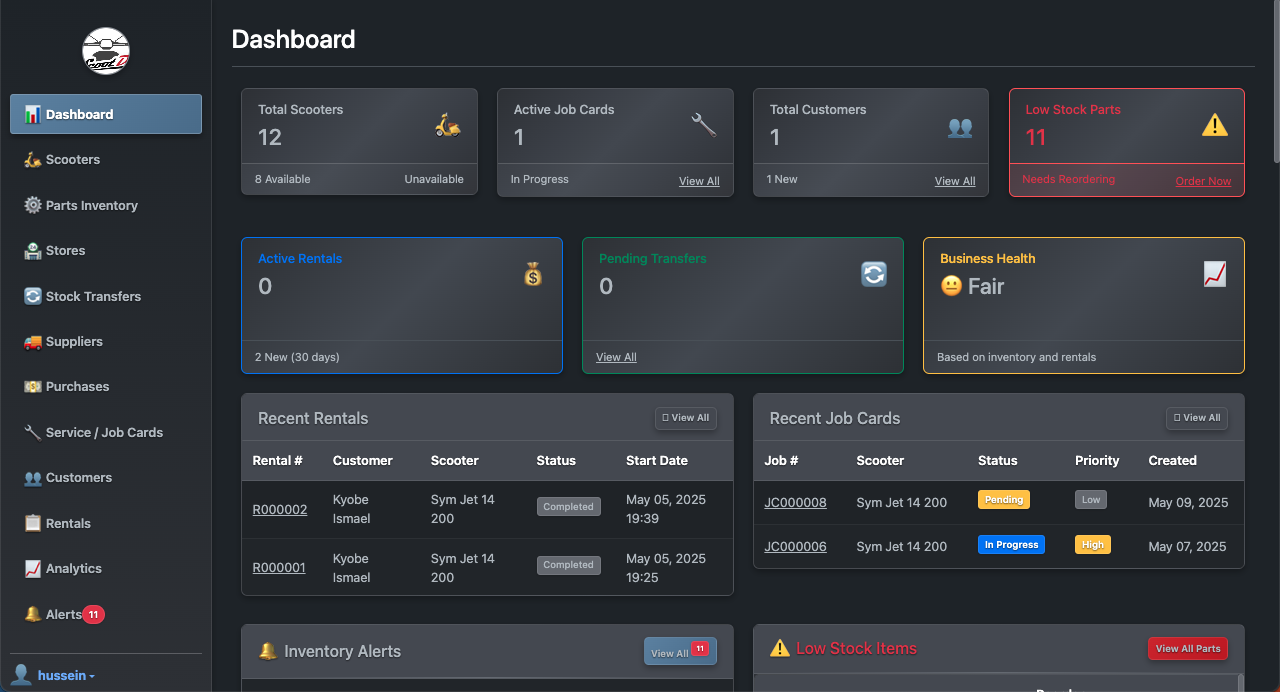 Scoot D
Dashboard
Scooters
Parts Inventory
Stores
Stock Transfers
Suppliers
Purchases
Service / Job Cards
Customers
Rentals
Analytics
Alerts 11
hussein
Dashboard
Total Scooters
12
8 Available Unavailable
Active Job Cards
1
In Progress View All
Total Customers
1
1 New View All
Low Stock Parts
11
Needs Reordering Order Now
Active Rentals
0
2 New (30 days)
Pending Transfers
0
View All
Business Health
Fair
Based on inventory and rentals
Recent Rentals View All
Rental # Customer Scooter Status Start Date
R000002 Kyobe Ismael Sym Jet 14 200 Completed May 05, 2025 19:39
R000001 Kyobe Ismael Sym Jet 14 200 Completed May 05, 2025 19:25
Recent Job Cards View All
Job # Scooter Status Priority Created
JC000008 Sym Jet 14 200 Pending Low May 09, 2025
JC000006 Sym Jet 14 200 In Progress High May 07, 2025
Inventory Alerts View All 11
Low Stock Items View All Parts